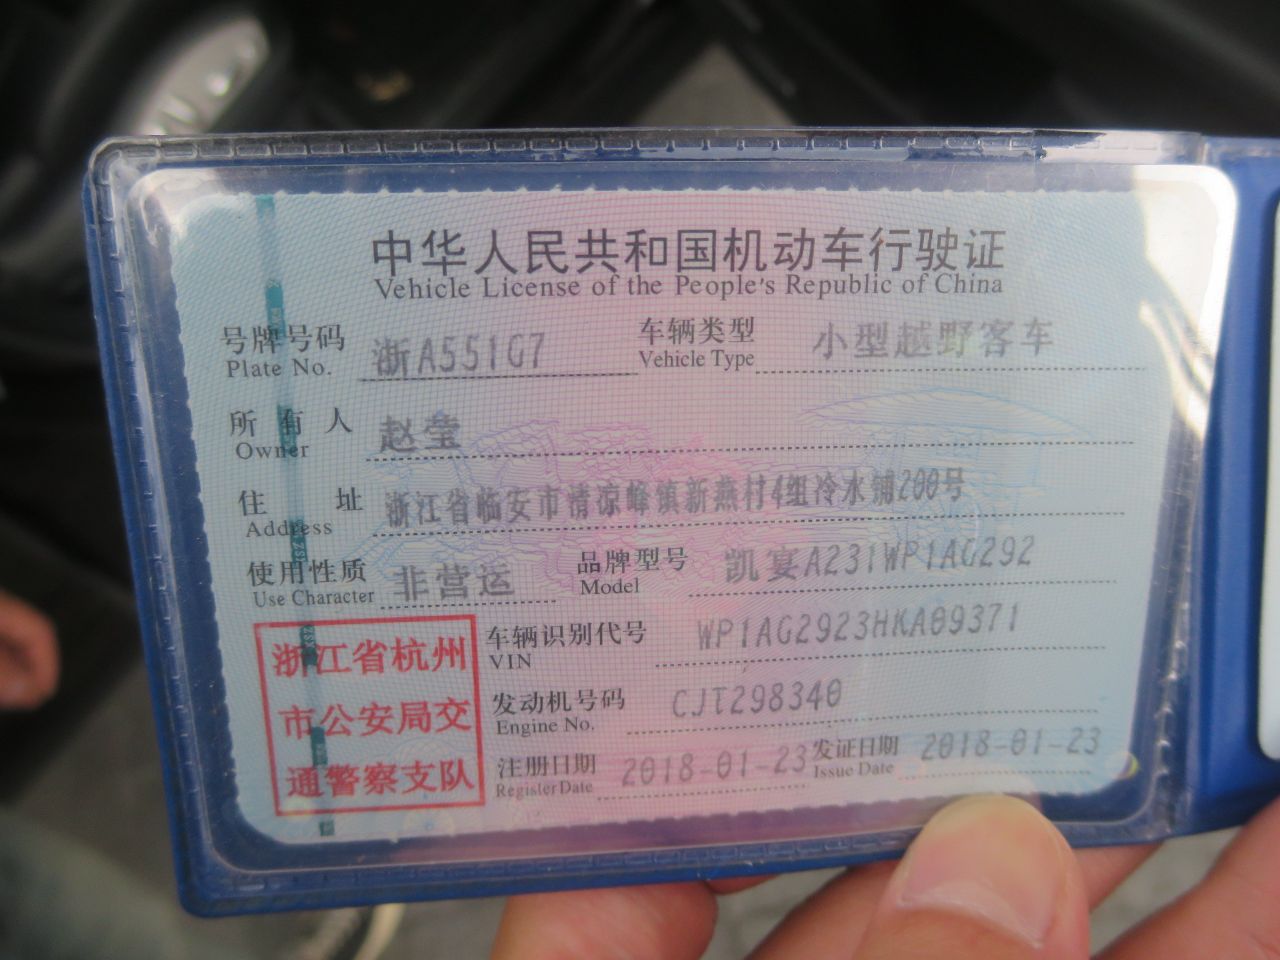 中华人民共和国机动车行驶证
Vehicle License of the People's Republic of China
号牌号码 浙A551G7 车辆类型 小型越野客车
Plate No. Vehicle Type
所有人 赵莹
Owner
住址 浙江省临安市清凉峰镇新燕村4组冷水铺200号
Address
使用性质 非营运 品牌型号 凯宴A231WP1AG292
Use Character Model
浙江省杭州 车辆识别代号 WP1AG2923HKA09371
VIN
市公安局交 发动机号码 CJT298340
Engine No.
通警察支队 注册日期 2018-01-23 发证日期 2018-01-23
Register Date Issue Date